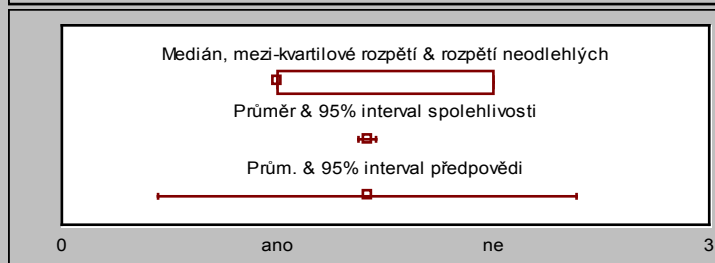 Medián, mezi-kvartilové rozpětí & rozpětí neodlehlých
Průměr & 95% interval spolehlivosti
Prům. & 95% interval předpovědi
0 ano ne 3